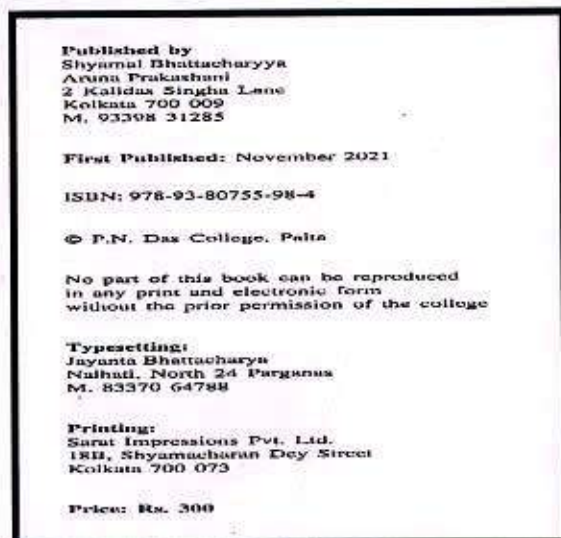 Published by
Shyamal Bhattacharyya
Aruna Prakashani
2 Kalidas Singha Lane
Kolkata 700 009
M. 93398 31285
First Published: November 2021
ISBN: 978-93-80755-98-4
© P.N. Das College, Palta
No part of this book can be reproduced
in any print and electronic form
without the prior permission of the college
Typesetting:
Jayanta Bhattacharya
Naihati, North 24 Parganas
M. 83370 64788
Printing:
Sarat Impressions Pvt. Ltd.
18B, Shyamacharan Dey Street
Kolkata 700 073
Price: Rs. 300